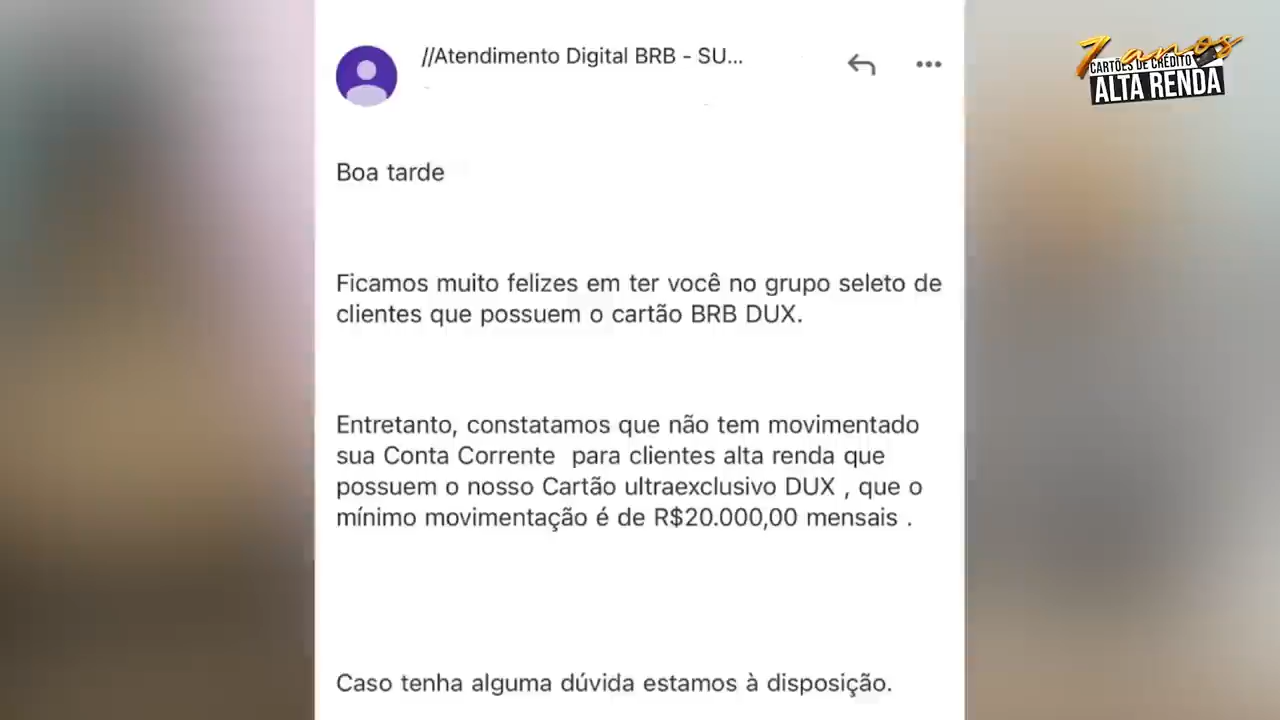 //Atendimento Digital BRB - SU...
7 anos
CARTÕES DE CRÉDITO
ALTA RENDA
Boa tarde
Ficamos muito felizes em ter você no grupo seleto de
clientes que possuem o cartão BRB DUX.
Entretanto, constatamos que não tem movimentado
sua Conta Corrente  para clientes alta renda que
possuem o nosso Cartão ultraexclusivo DUX , que o
mínimo movimentação é de R$20.000,00 mensais .
Caso tenha alguma dúvida estamos à disposição.